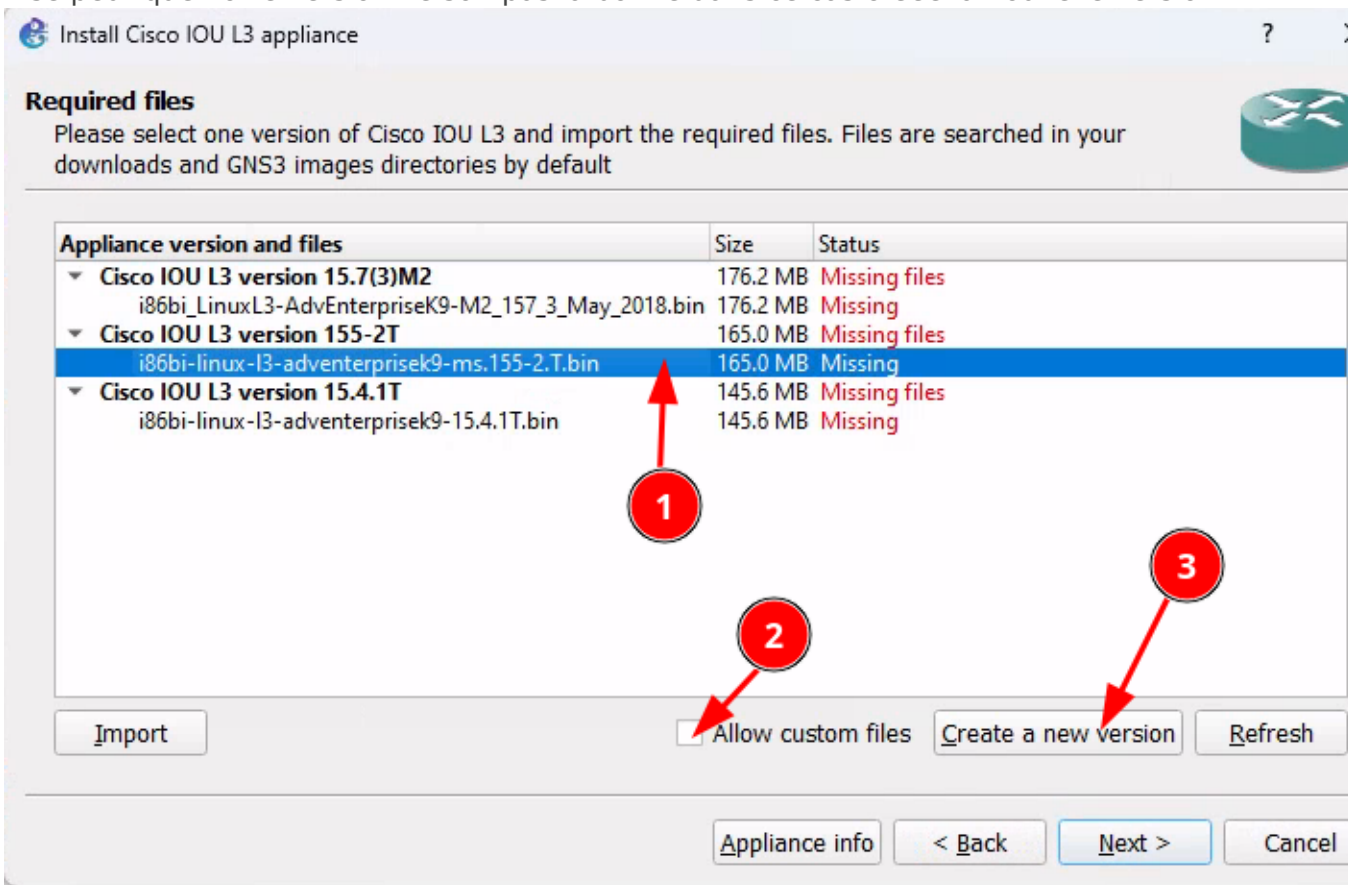 Install Cisco IOU L3 appliance ?
Required files
Please select one version of Cisco IOU L3 and import the required files. Files are searched in your
downloads and GNS3 images directories by default
Appliance version and files Size Status
Cisco IOU L3 version 15.7(3)M2 176.2 MB Missing files
i86bi_LinuxL3-AdvEnterpriseK9-M2_157_3_May_2018.bin 176.2 MB Missing
Cisco IOU L3 version 155-2T 165.0 MB Missing files
i86bi-linux-l3-adventerprisek9-ms.155-2.T.bin 165.0 MB Missing
Cisco IOU L3 version 15.4.1T 145.6 MB Missing files
i86bi-linux-l3-adventerprisek9-15.4.1T.bin 145.6 MB Missing
1
3
2
Import Allow custom files Create a new version Refresh
Appliance info < Back Next > Cancel